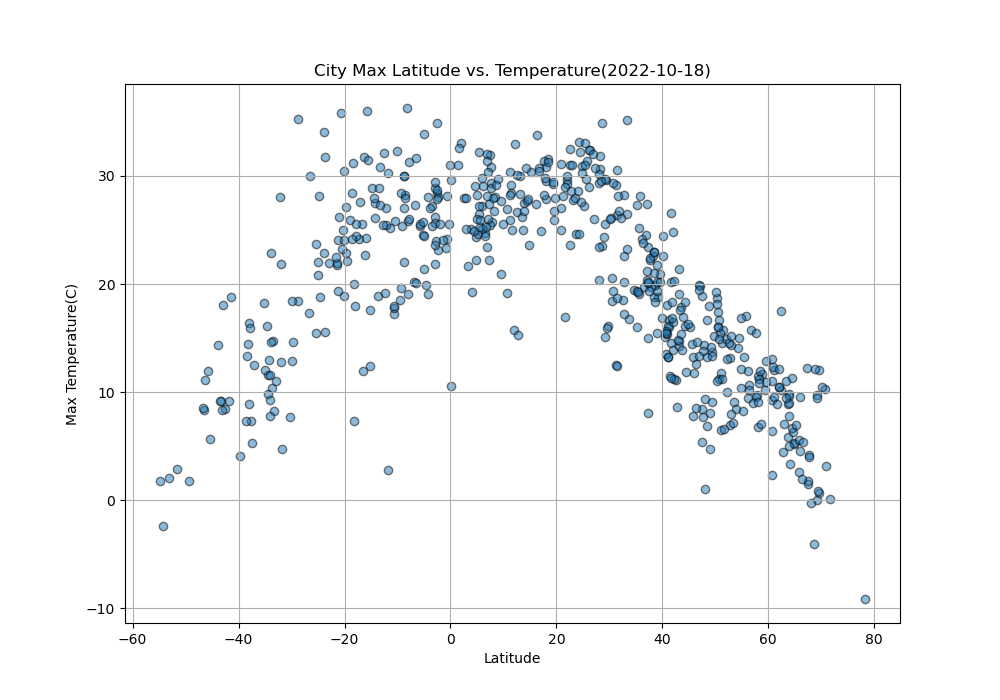 City Max Latitude vs. Temperature(2022-10-18)
Max Temperature(C)
30
20
10
0
−10
−60 −40 −20 0 20 40 60 80
Latitude